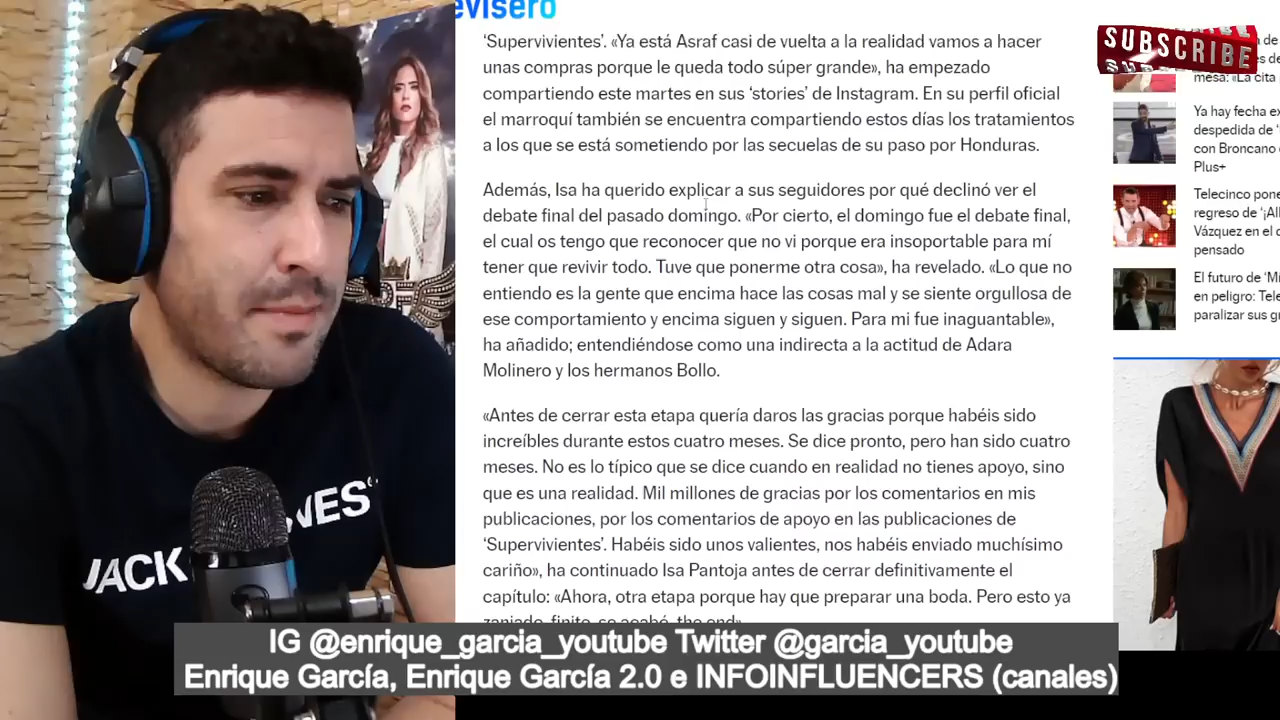 evisero
SUBSCRIBE
‘Supervivientes’. «Ya está Asraf casi de vuelta a la realidad vamos a hacer
unas compras porque le queda todo súper grande», ha empezado
compartiendo este martes en sus ‘stories’ de Instagram. En su perfil oficial
el marroquí también se encuentra compartiendo estos días los tratamientos
a los que se está sometiendo por las secuelas de su paso por Honduras.
Además, Isa ha querido explicar a sus seguidores por qué declinó ver el
debate final del pasado domingo. «Por cierto, el domingo fue el debate final,
el cual os tengo que reconocer que no vi porque era insoportable para mí
tener que revivir todo. Tuve que ponerme otra cosa», ha revelado. «Lo que no
entiendo es la gente que encima hace las cosas mal y se siente orgullosa de
ese comportamiento y encima siguen y siguen. Para mi fue inaguantable»,
ha añadido; entendiéndose como una indirecta a la actitud de Adara
Molinero y los hermanos Bollo.
«Antes de cerrar esta etapa quería daros las gracias porque habéis sido
increíbles durante estos cuatro meses. Se dice pronto, pero han sido cuatro
meses. No es lo típico que se dice cuando en realidad no tienes apoyo, sino
que es una realidad. Mil millones de gracias por los comentarios en mis
publicaciones, por los comentarios de apoyo en las publicaciones de
‘Supervivientes’. Habéis sido unos valientes, nos habéis enviado muchísimo
cariño», ha continuado Isa Pantoja antes de cerrar definitivamente el
capítulo: «Ahora, otra etapa porque hay que preparar una boda. Pero esto ya
zanjado, finito, se acabó, the end»
mesa: «La cita
Ya hay fecha e
despedida de
con Broncano
Plus+
Telecinco pone
regreso de ‘¡Al
Vázquez en el d
pensado
El futuro de ‘Mi
en peligro: Tele
paralizar sus g
JACK
NES
IG @enrique_garcia_youtube Twitter @garcia_youtube
Enrique García, Enrique García 2.0 e INFOINFLUENCERS (canales)